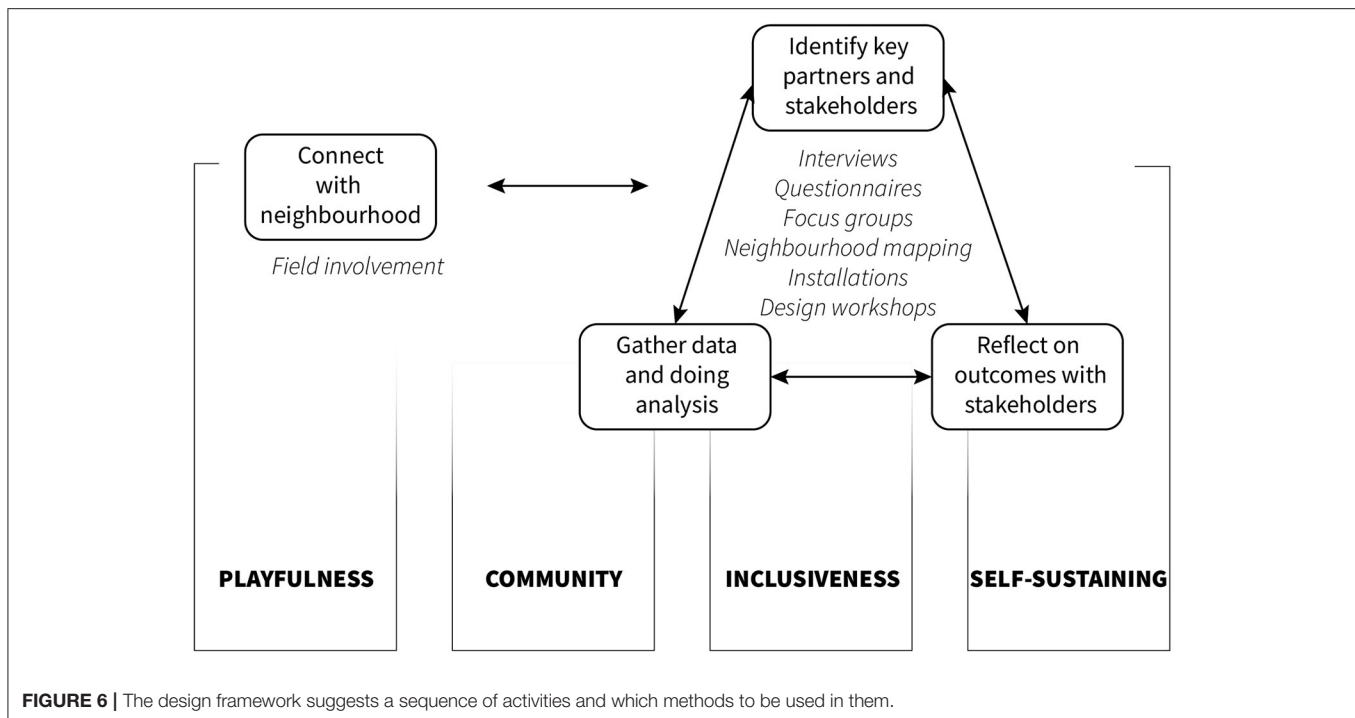 Identify key
partners and
stakeholders
Connect
with
neighbourhood
Field involvement
Interviews
Questionnaires
Focus groups
Neighbourhood mapping
Installations
Design workshops
Gather data
and doing
analysis
Reflect on
outcomes with
stakeholders
PLAYFULNESS
COMMUNITY
INCLUSIVENESS
SELF-SUSTAINING
FIGURE 6 | The design framework suggests a sequence of activities and which methods to be used in them.